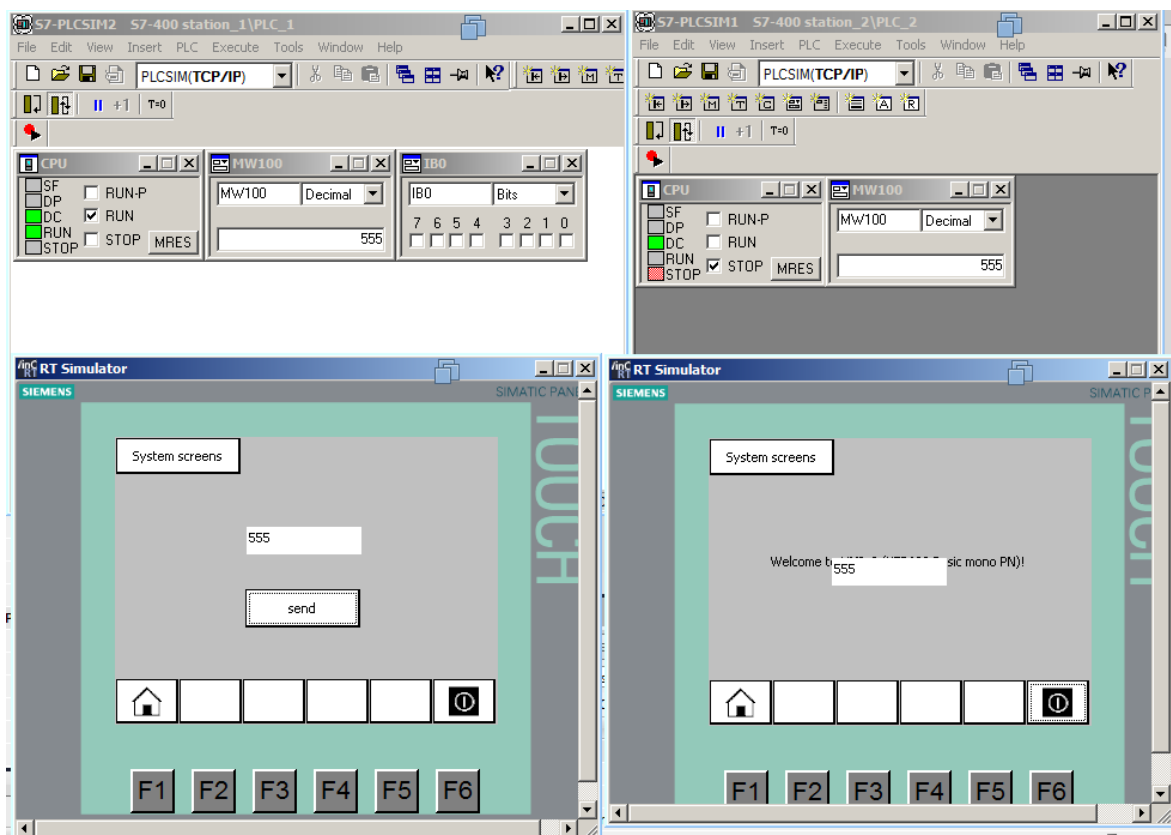 S7-PLCSIM2 S7-400 station_1\PLC_1
File Edit View Insert PLC Execute Tools Window Help
PLCSIM(TCP/IP)
+1 T=0
CPU
SF
DP
DC
RUN
STOP
RUN-P
RUN
STOP
MRES
MW100
MW100 Decimal
555
IB0
IB0 Bits
7 6 5 4 3 2 1 0
S7-PLCSIM1 S7-400 station_2\PLC_2
File Edit View Insert PLC Execute Tools Window Help
PLCSIM(TCP/IP)
+1 T=0
CPU
SF
DP
DC
RUN
STOP
RUN-P
RUN
STOP
MRES
MW100
MW100 Decimal
555
RT Simulator
SIEMENS
SIMATIC PAN
TOUCH
System screens
555
send
F1 F2 F3 F4 F5 F6
RT Simulator
SIEMENS
SIMATIC P
TOUCH
System screens
Welcome mono PN)!
555
F1 F2 F3 F4 F5 F6